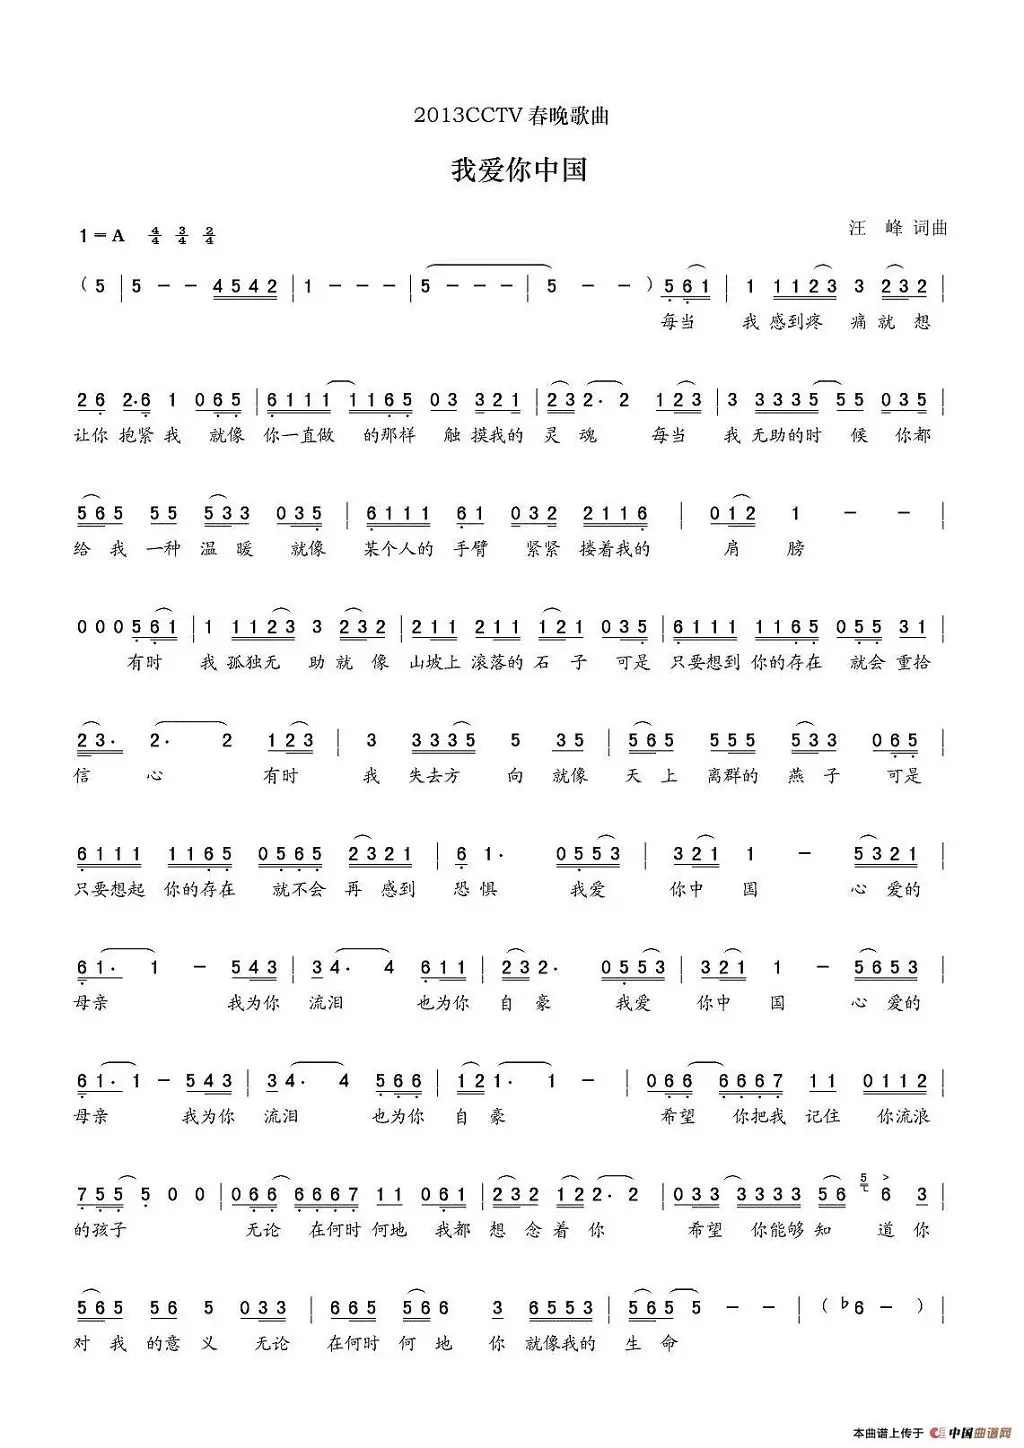 2013CCTV 春晚歌曲
我爱你中国
1=A 4/4 3/4 2/4 汪 峰 词曲
( 5 | 5 - - 4542 | 1 - - - | 5 - - - | 5 - - ) 561 | 1 1123 3 232 |
每当 我 感到疼 痛 就 想
26 2·6 1 065 | 6111 1165 03 321 | 232· 2 123 | 3 3335 55 035 |
让你 抱紧 我 就像 你一直做 的那样 触 摸我的 灵 魂 每当 我 无助的时 候 你都
565 55 533 035 | 6111 61 032 2116 | 012 1 - - |
给 我 一种 温 暖 就像 某个人的 手臂 紧紧 搂着我的 肩 膀
000561 | 1 1123 3 232 | 211 211 121 035 | 6111 1165 055 31 |
有时 我 孤独无 助 就 像 山坡上 滚落的 石 子 可是 只要想到 你的存在 就会 重拾
23· 2· 2 123 | 3 3335 5 35 | 565 555 533 065 |
信 心 有时 我 失去方 向 就像 天 上 离群的 燕 子 可是
6111 1165 0565 2321 | 6 1· 0553 | 321 1 - 5321 |
只要想起 你的存在 就不会 再 感到 恐 惧 我爱 你中 国 心 爱的
61· 1 - 543 | 34· 4 611 | 232· 0553 | 321 1 - 5653 |
母亲 我为你 流泪 也为你 自 豪 我爱 你中 国 心 爱的
61· 1 - 543 | 34· 4 566 | 121· 1 - | 066 6667 11 0112 |
母亲 我为你 流泪 也为你 自 豪 希望 你把我 记住 你流浪
755 5 0 0 | 066 6667 11 061 | 232 122· 2 | 033 3333 56 5 6 3 |
的孩子 无论 在何时 何地 我都 想 念 着 你 希望 你能够 知 道 你
565 56 5 033 | 665 566 3 6553 | 565 5 - - | ( ♭6 - ) |
对 我 的意 义 无论 在何时 何 地 你 就像我的 生 命
本曲谱上传于 中国曲谱网